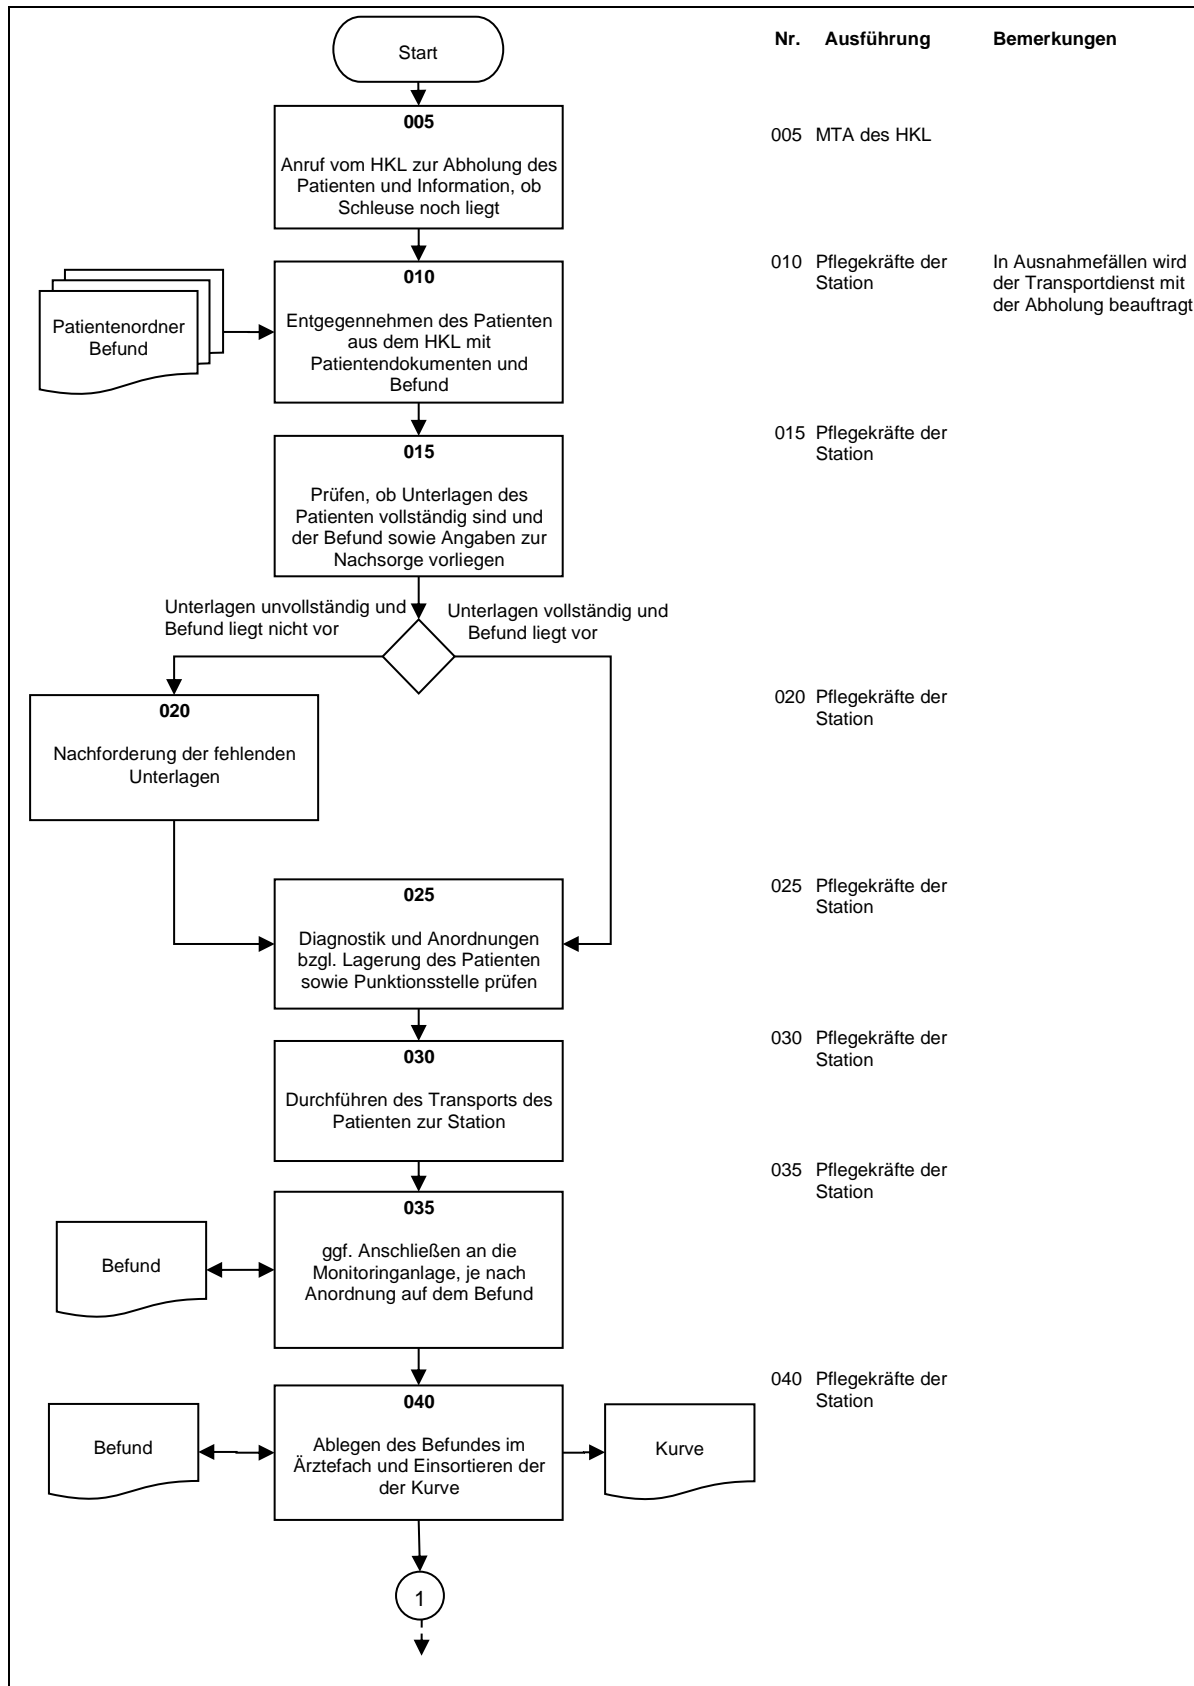 Start
Nr. Ausführung Bemerkungen
005
Anruf vom HKL zur Abholung des
Patienten und Information, ob
Schleuse noch liegt
005 MTA des HKL
Patientenordner
Befund
010
Entgegennehmen des Patienten
aus dem HKL mit
Patientendokumenten und
Befund
010 Pflegekräfte der
Station
In Ausnahmefällen wird
der Transportdienst mit
der Abholung beauftragt
015
Prüfen, ob Unterlagen des
Patienten vollständig sind und
der Befund sowie Angaben zur
Nachsorge vorliegen
015 Pflegekräfte der
Station
Unterlagen unvollständig und
Befund liegt nicht vor
Unterlagen vollständig und
Befund liegt vor
020
Nachforderung der fehlenden
Unterlagen
020 Pflegekräfte der
Station
025
Diagnostik und Anordnungen
bzgl. Lagerung des Patienten
sowie Punktionsstelle prüfen
025 Pflegekräfte der
Station
030
Durchführen des Transports des
Patienten zur Station
030 Pflegekräfte der
Station
Befund
035
ggf. Anschließen an die
Monitoringanlage, je nach
Anordnung auf dem Befund
035 Pflegekräfte der
Station
Befund
040
Ablegen des Befundes im
Ärztefach und Einsortieren der
der Kurve
Kurve
040 Pflegekräfte der
Station
1